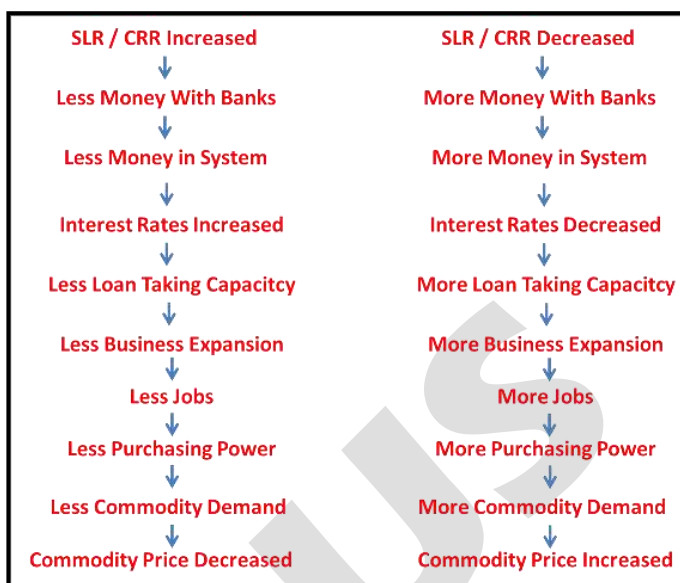 SLR / CRR Increased
Less Money With Banks
Less Money in System
Interest Rates Increased
Less Loan Taking Capacitcy
Less Business Expansion
Less Jobs
Less Purchasing Power
Less Commodity Demand
Commodity Price Decreased
SLR / CRR Decreased
More Money With Banks
More Money in System
Interest Rates Decreased
More Loan Taking Capacitcy
More Business Expansion
More Jobs
More Purchasing Power
More Commodity Demand
Commodity Price Increased
US